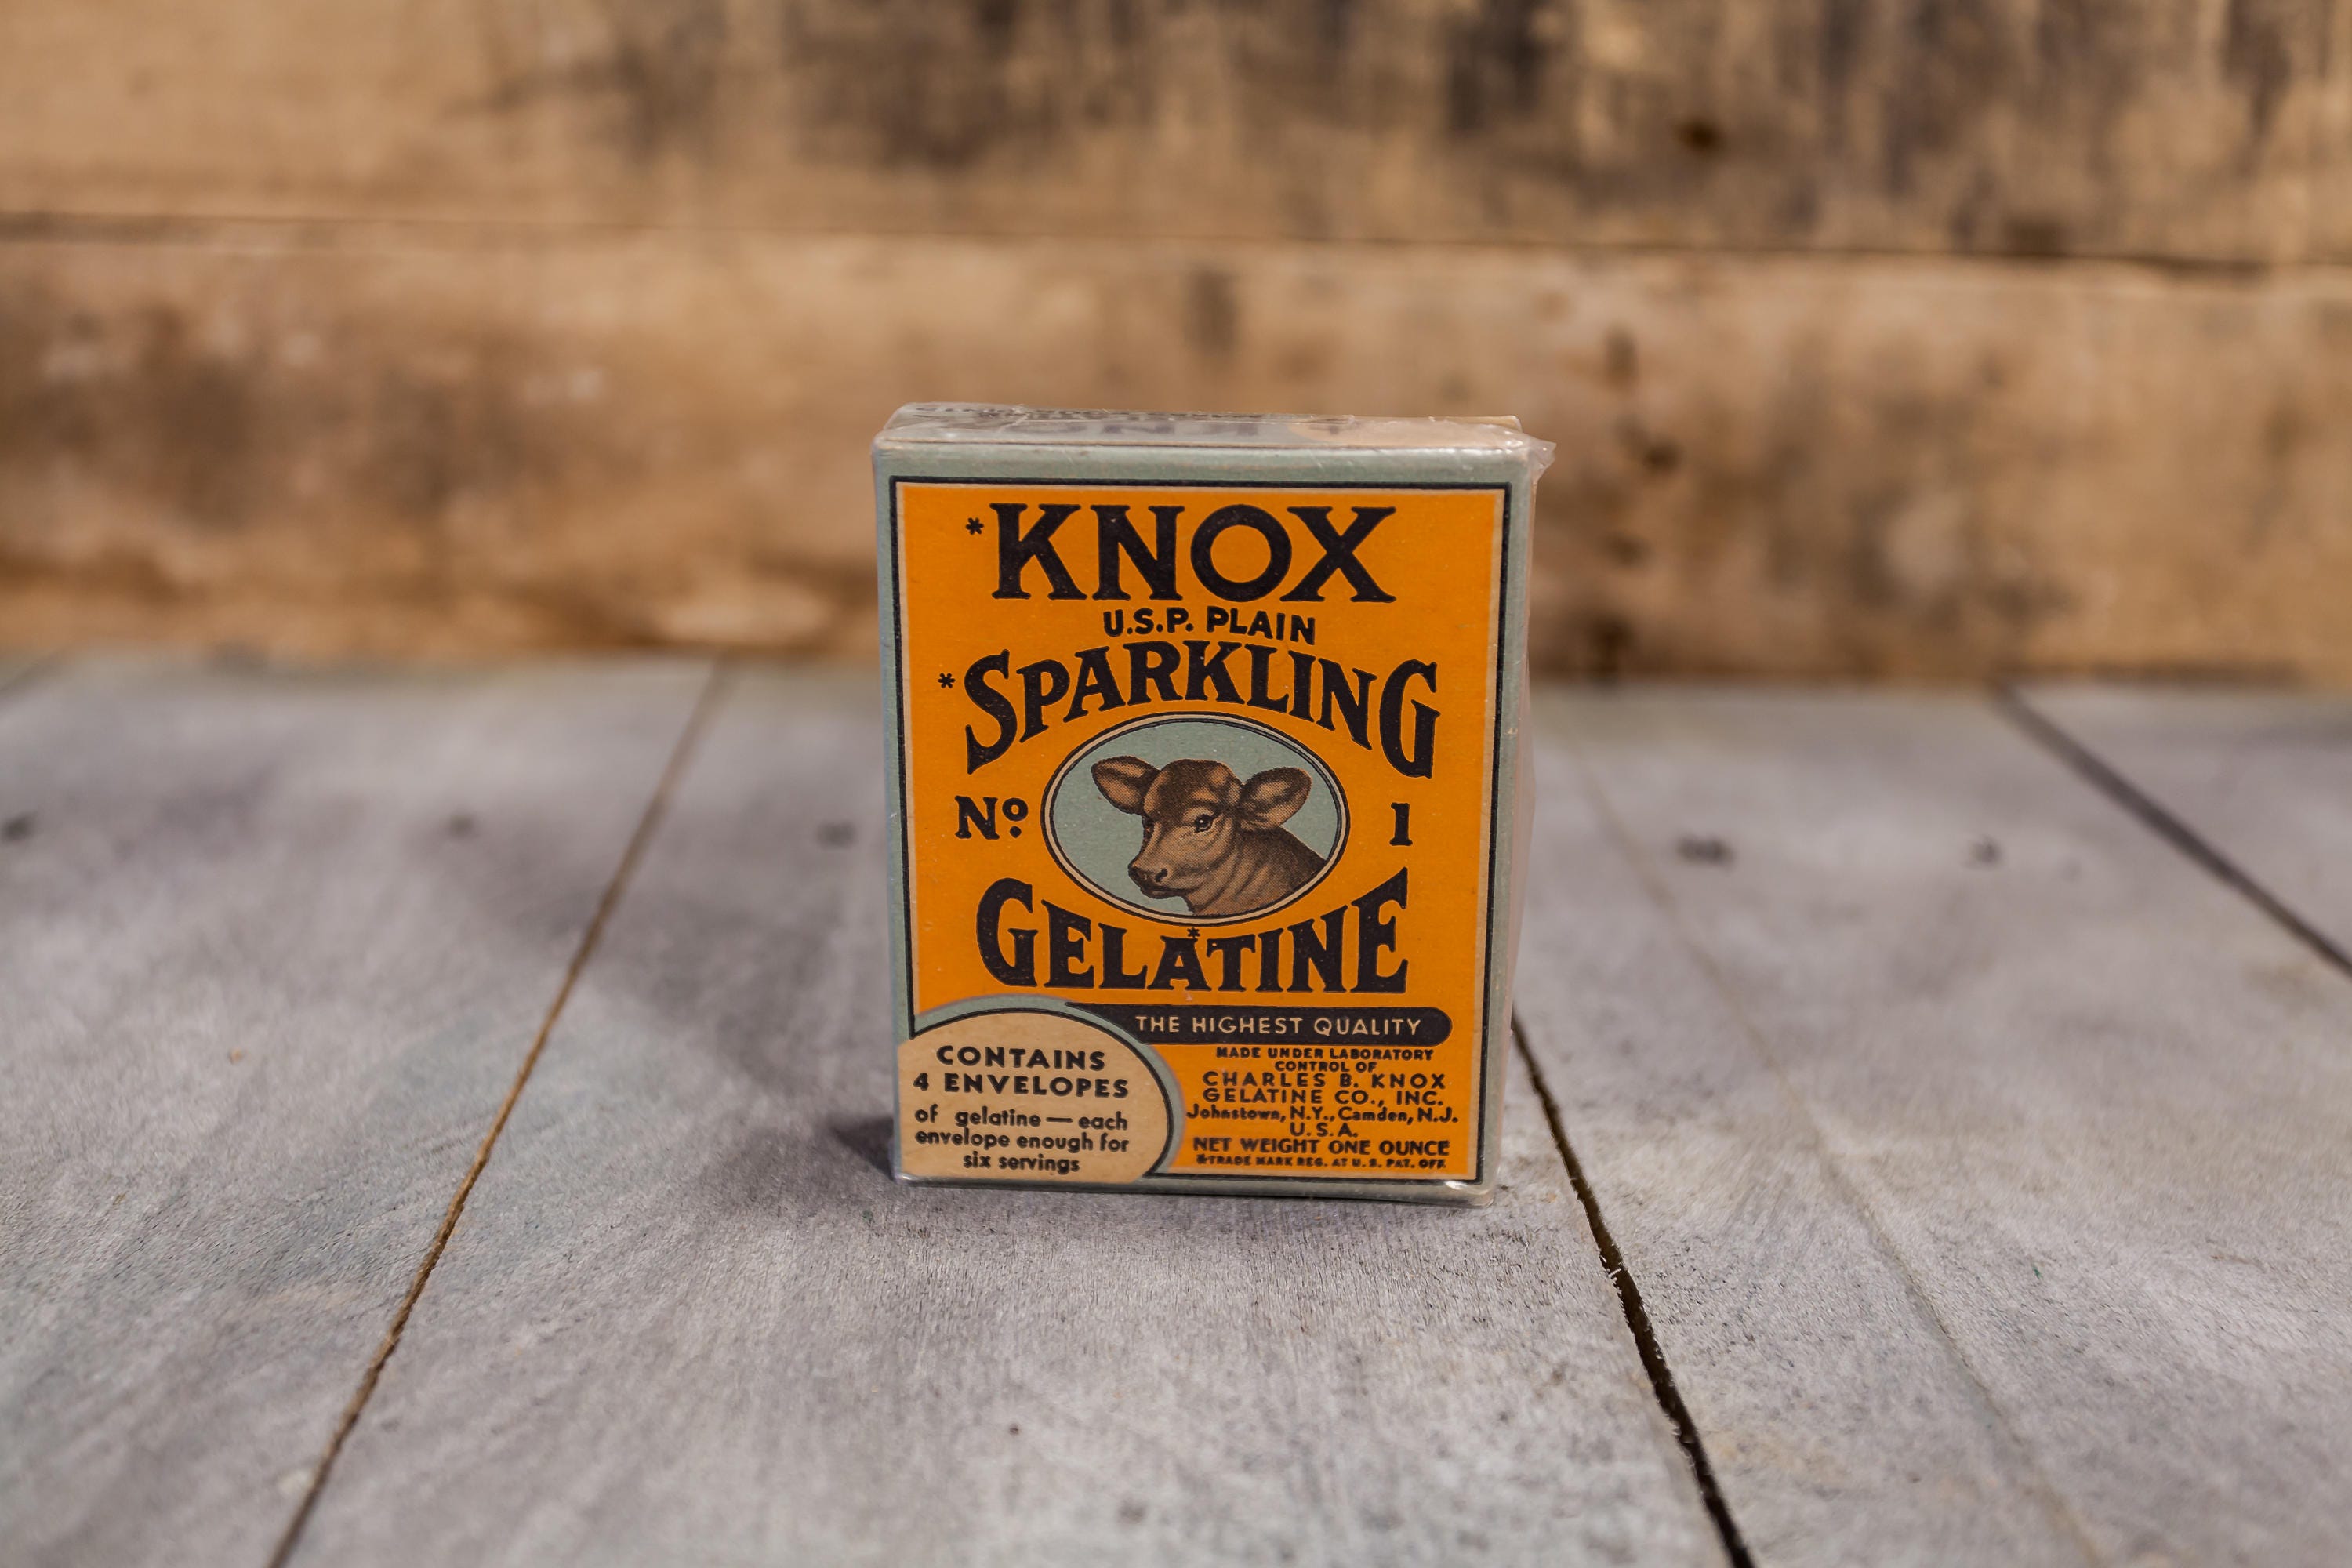 *KNOX
U.S.P. PLAIN
*SPARKLING
No. 1
GELATINE
*
THE HIGHEST QUALITY
CONTAINS
4 ENVELOPES
of gelatine — each
envelope enough for
six servings
MADE UNDER LABORATORY
CONTROL OF
CHARLES B. KNOX
GELATINE CO., INC.
Johnstown, N.Y., Camden, N.J.
U.S.A.
NET WEIGHT ONE OUNCE
*TRADE MARK REG. AT U.S. PAT. OFF.